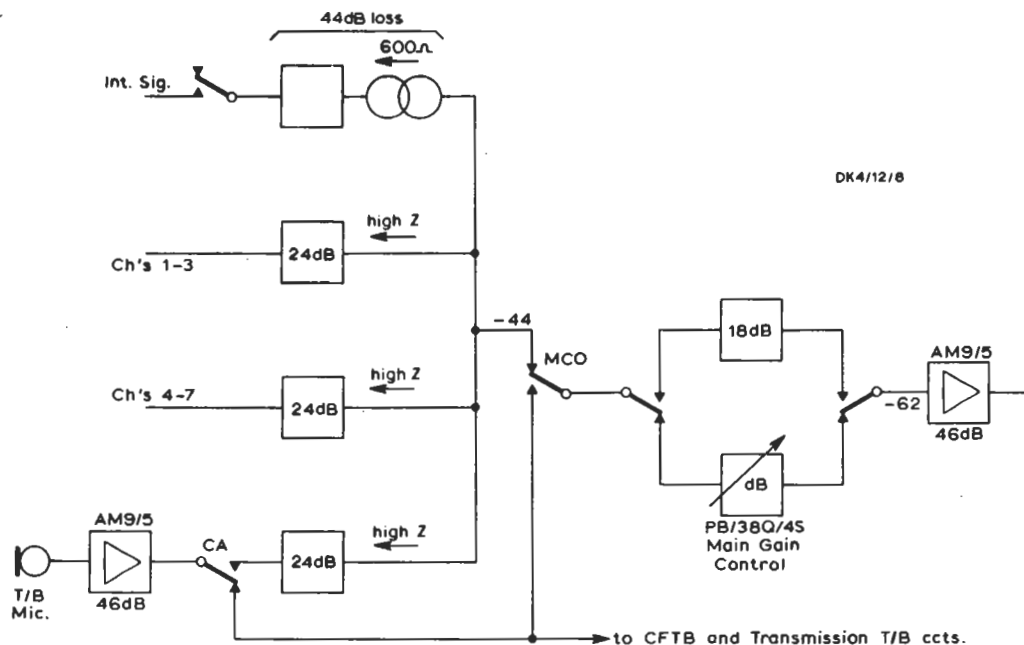 44dB loss
600Ω
Int. Sig.
DK4/12/8
high Z
24dB
Ch's 1-3
-44
MCO
18dB
AM9/5
-62
46dB
high Z
Ch's 4-7
24dB
dB
PB/38Q/4S
Main Gain
Control
AM9/5
CA
high Z
24dB
T/B
Mic.
46dB
to CFTB and Transmission T/B ccts.